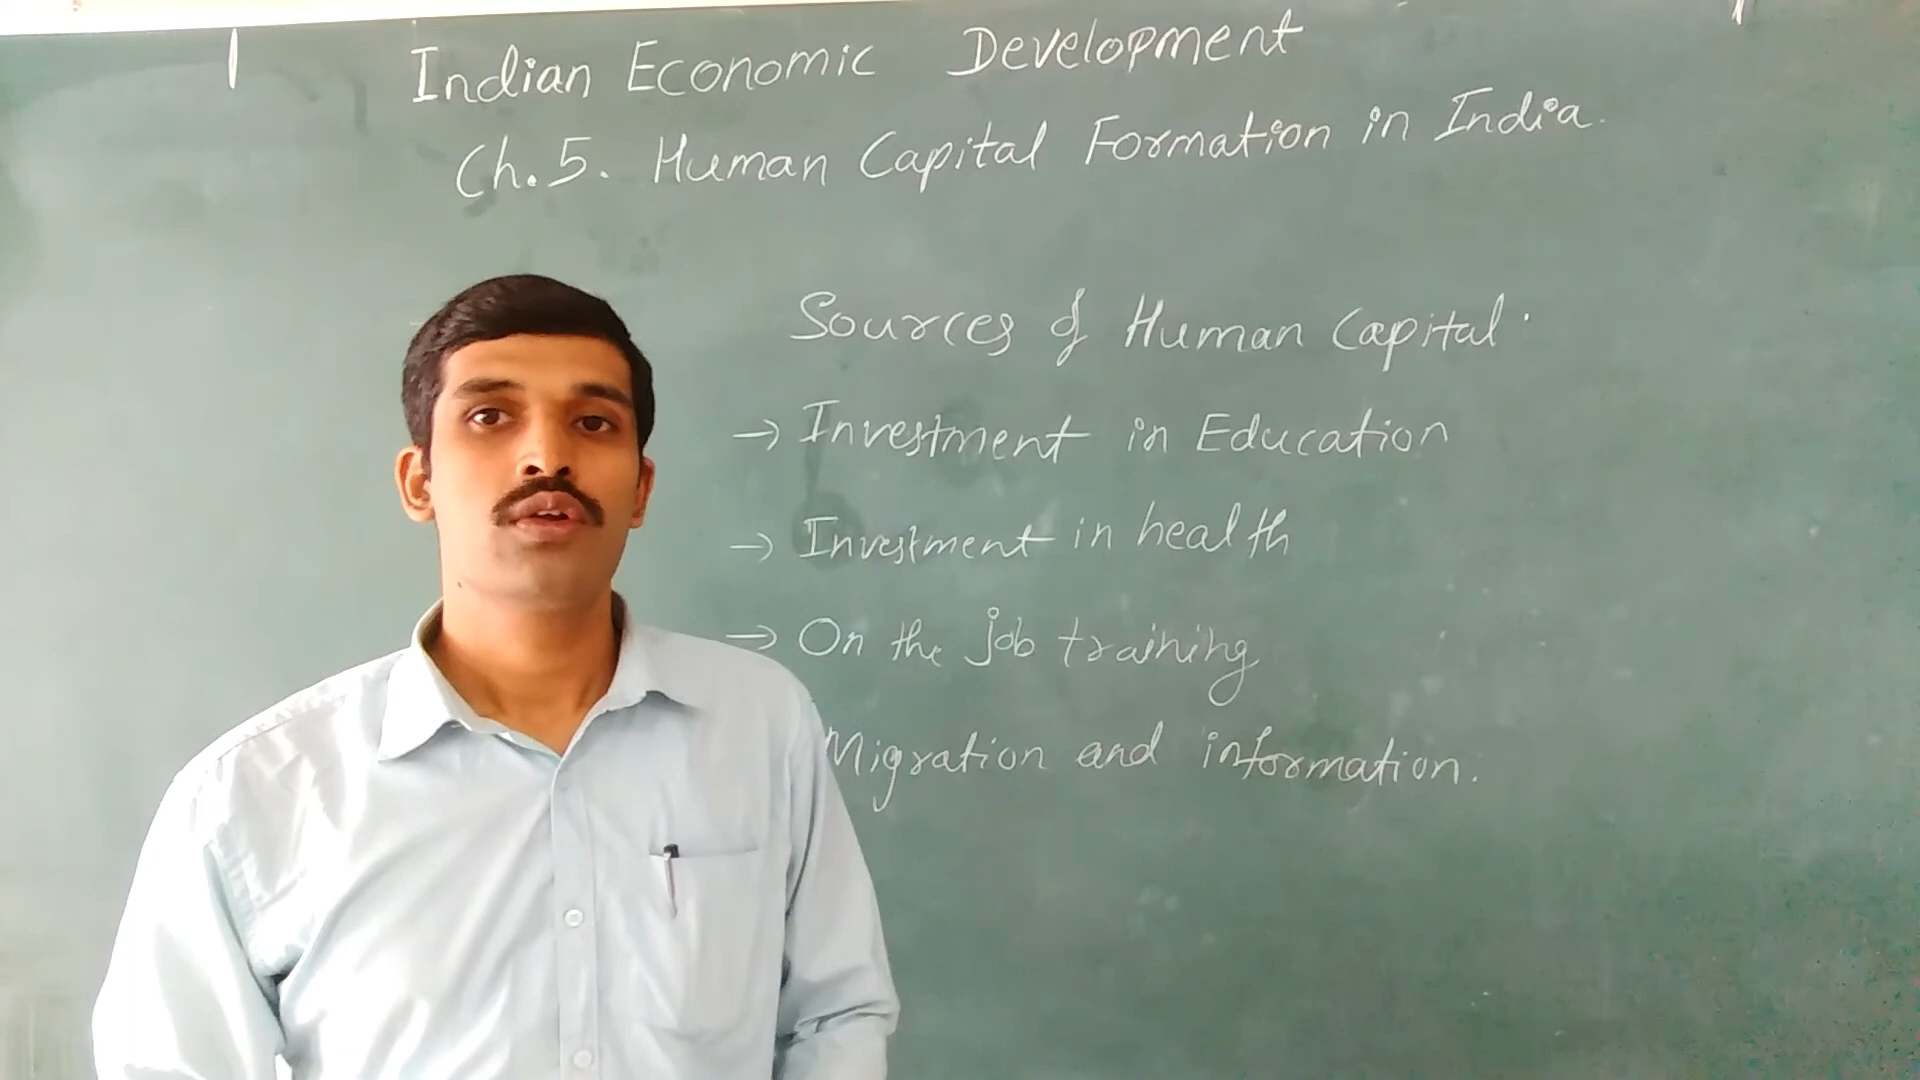 Indian Economic Development
Ch.5. Human Capital Formation in India.
Sources of Human Capital.
→ Investment in Education
→ Investment in health
→ On the job training
Migration and information.